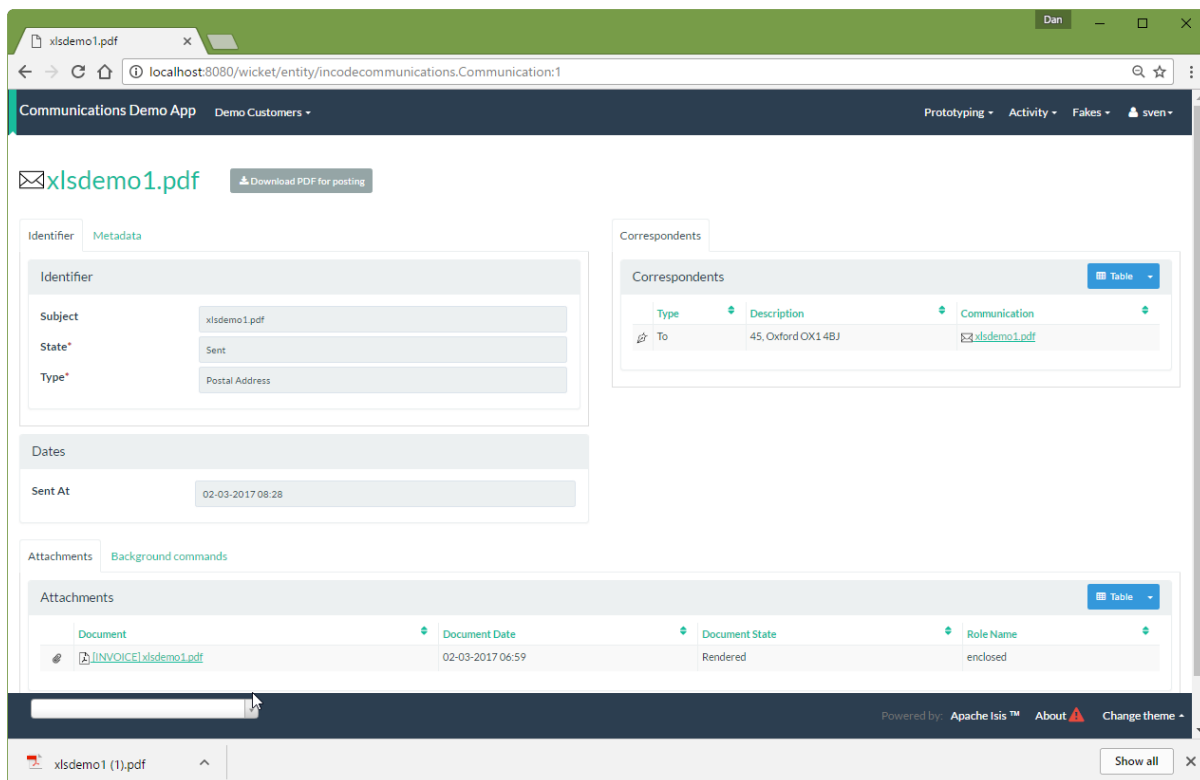 Dan
xlsdemo1.pdf
localhost:8080/wicket/entity/incodecommunications.Communication:1
Communications Demo App Demo Customers Prototyping Activity Fakes sven
xlsdemo1.pdf Download PDF for posting
Identifier Metadata
Correspondents
Identifier
Correspondents Table
Subject xlsdemo1.pdf
State* Sent
Type* Postal Address
Type Description Communication
To 45, Oxford OX1 4BJ xlsdemo1.pdf
Dates
Sent At 02-03-2017 08:28
Attachments Background commands
Attachments Table
Document Document Date Document State Role Name
[INVOICE] xlsdemo1.pdf 02-03-2017 06:59 Rendered enclosed
Powered by: Apache Isis ™ About Change theme
xlsdemo1 (1).pdf Show all